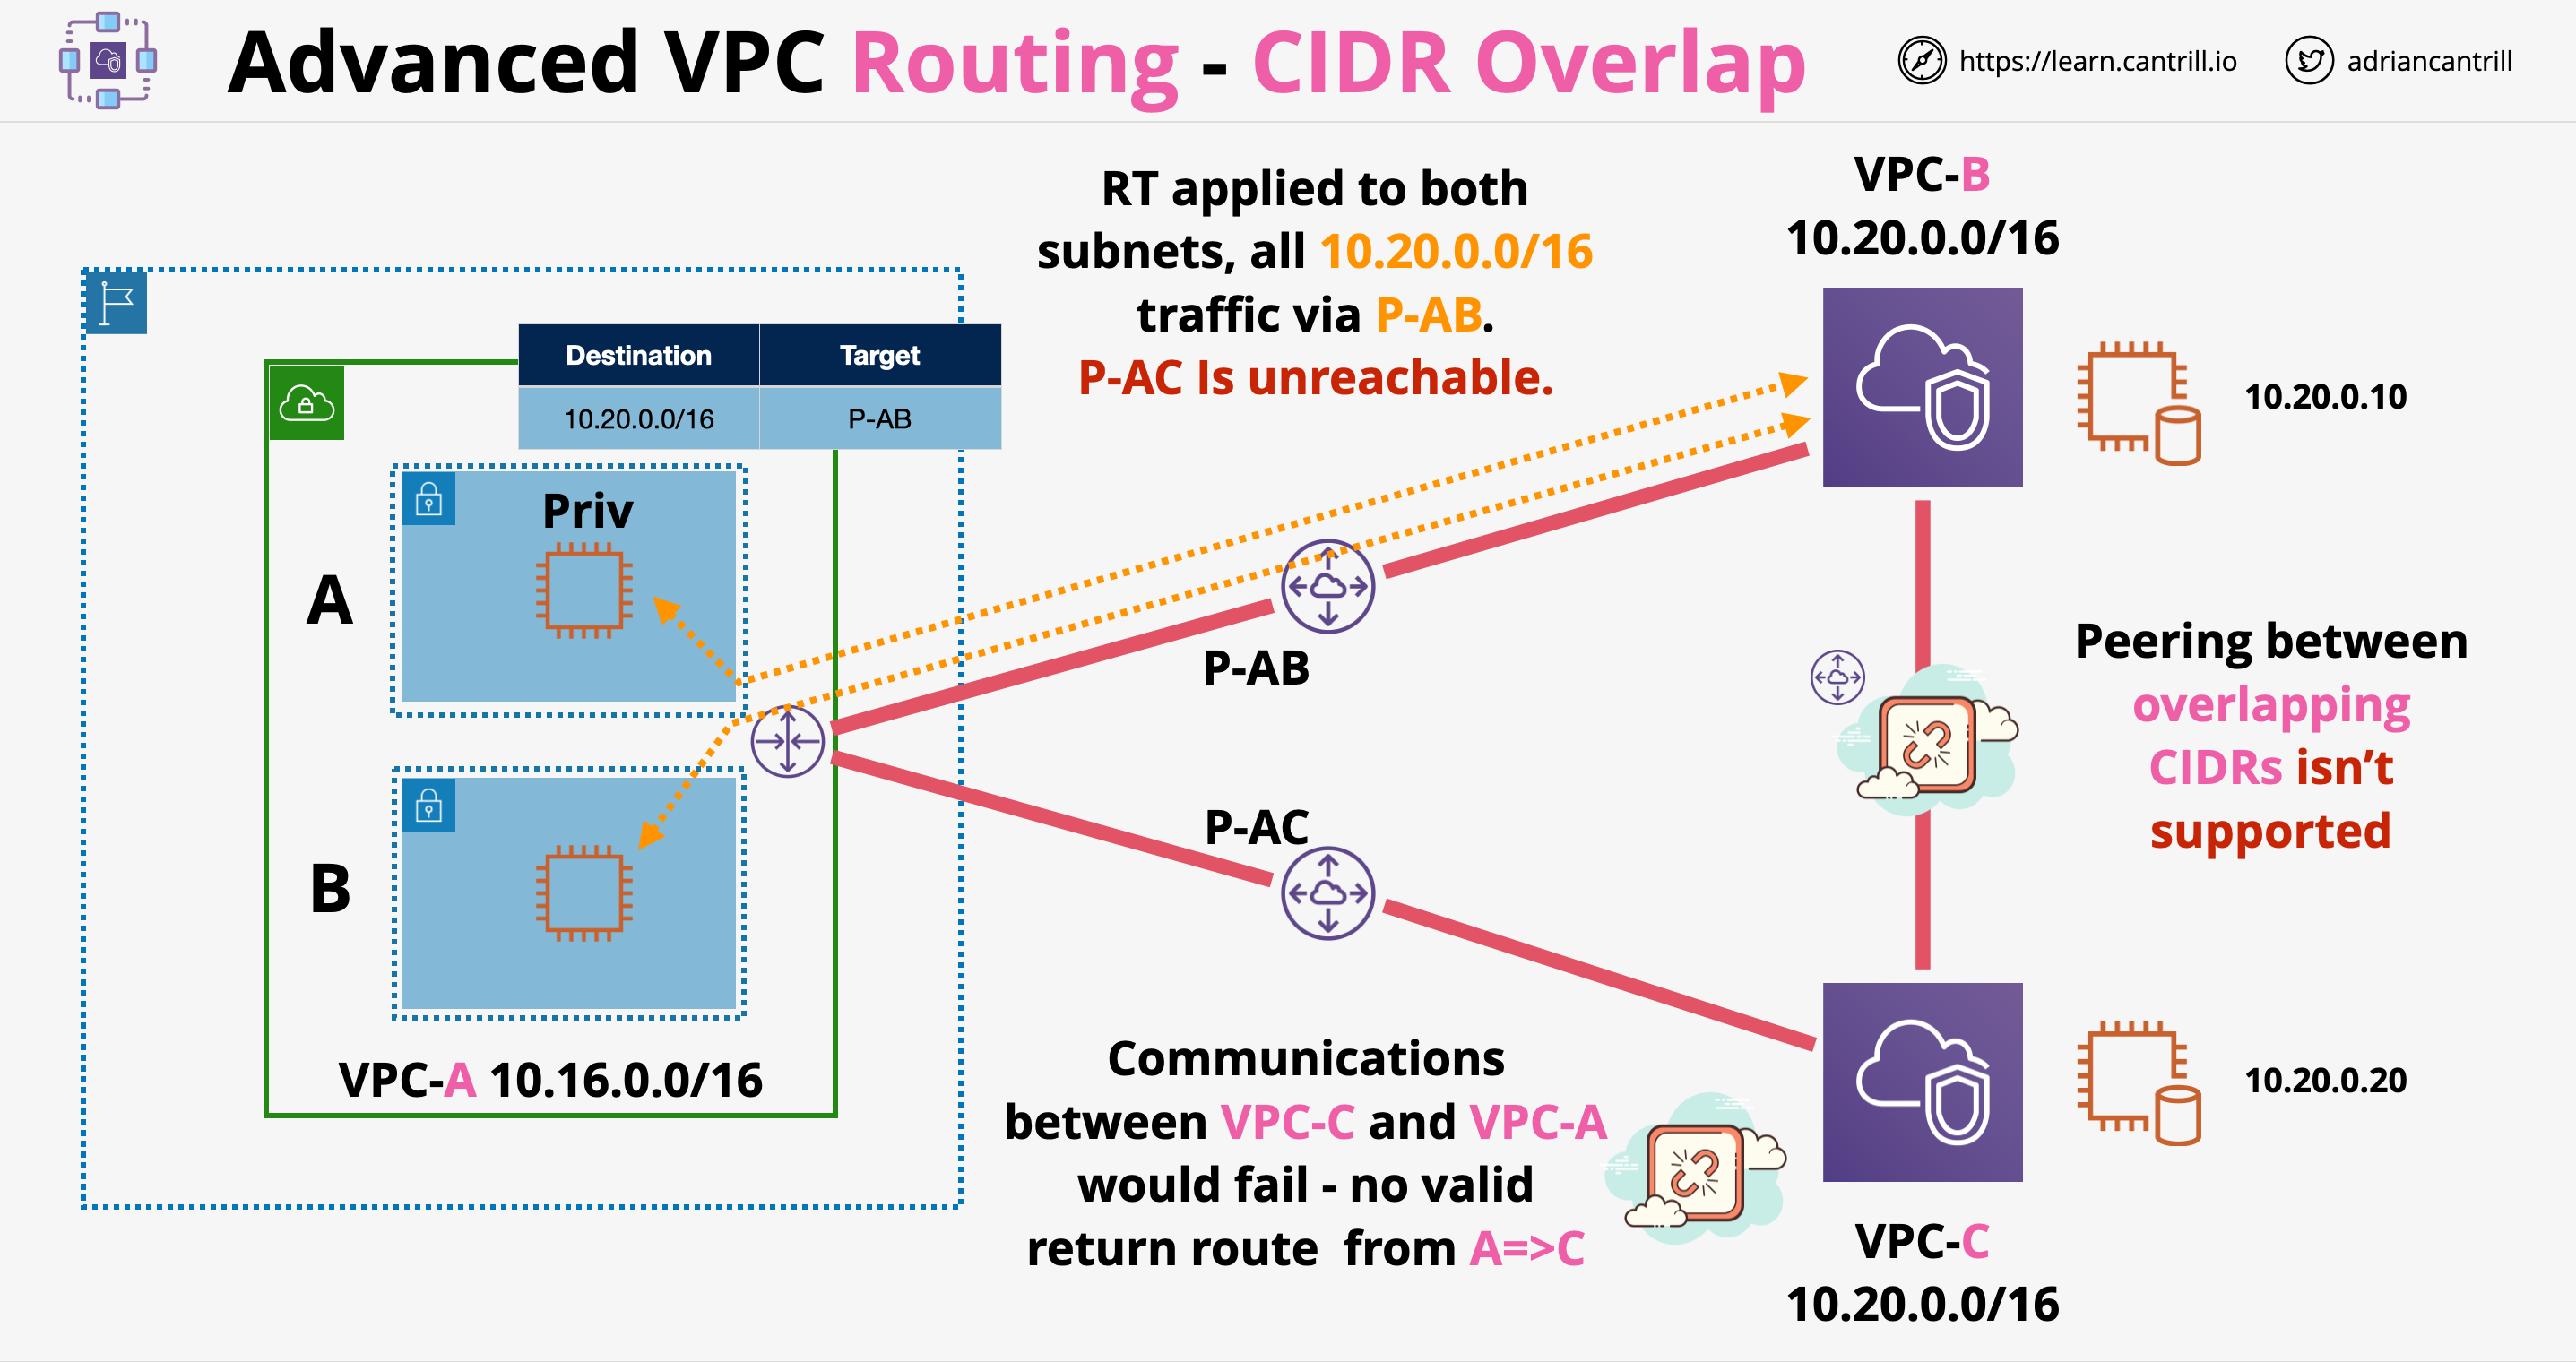 Advanced VPC Routing - CIDR Overlap
https://learn.cantrill.io
adriancantrill
RT applied to both
subnets, all 10.20.0.0/16
traffic via P-AB.
P-AC Is unreachable.
VPC-B
10.20.0.0/16
10.20.0.10
Destination Target
10.20.0.0/16 P-AB
Priv
A
B
VPC-A 10.16.0.0/16
P-AB
P-AC
Peering between
overlapping
CIDRs isn’t
supported
Communications
between VPC-C and VPC-A
would fail - no valid
return route from A=>C
10.20.0.20
VPC-C
10.20.0.0/16